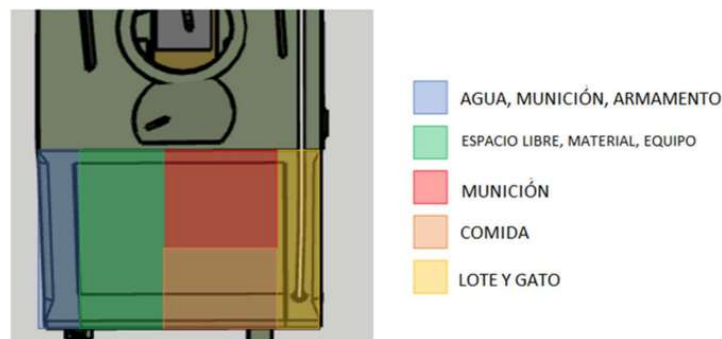 AGUA, MUNICIÓN, ARMAMENTO
ESPACIO LIBRE, MATERIAL, EQUIPO
MUNICIÓN
COMIDA
LOTE Y GATO